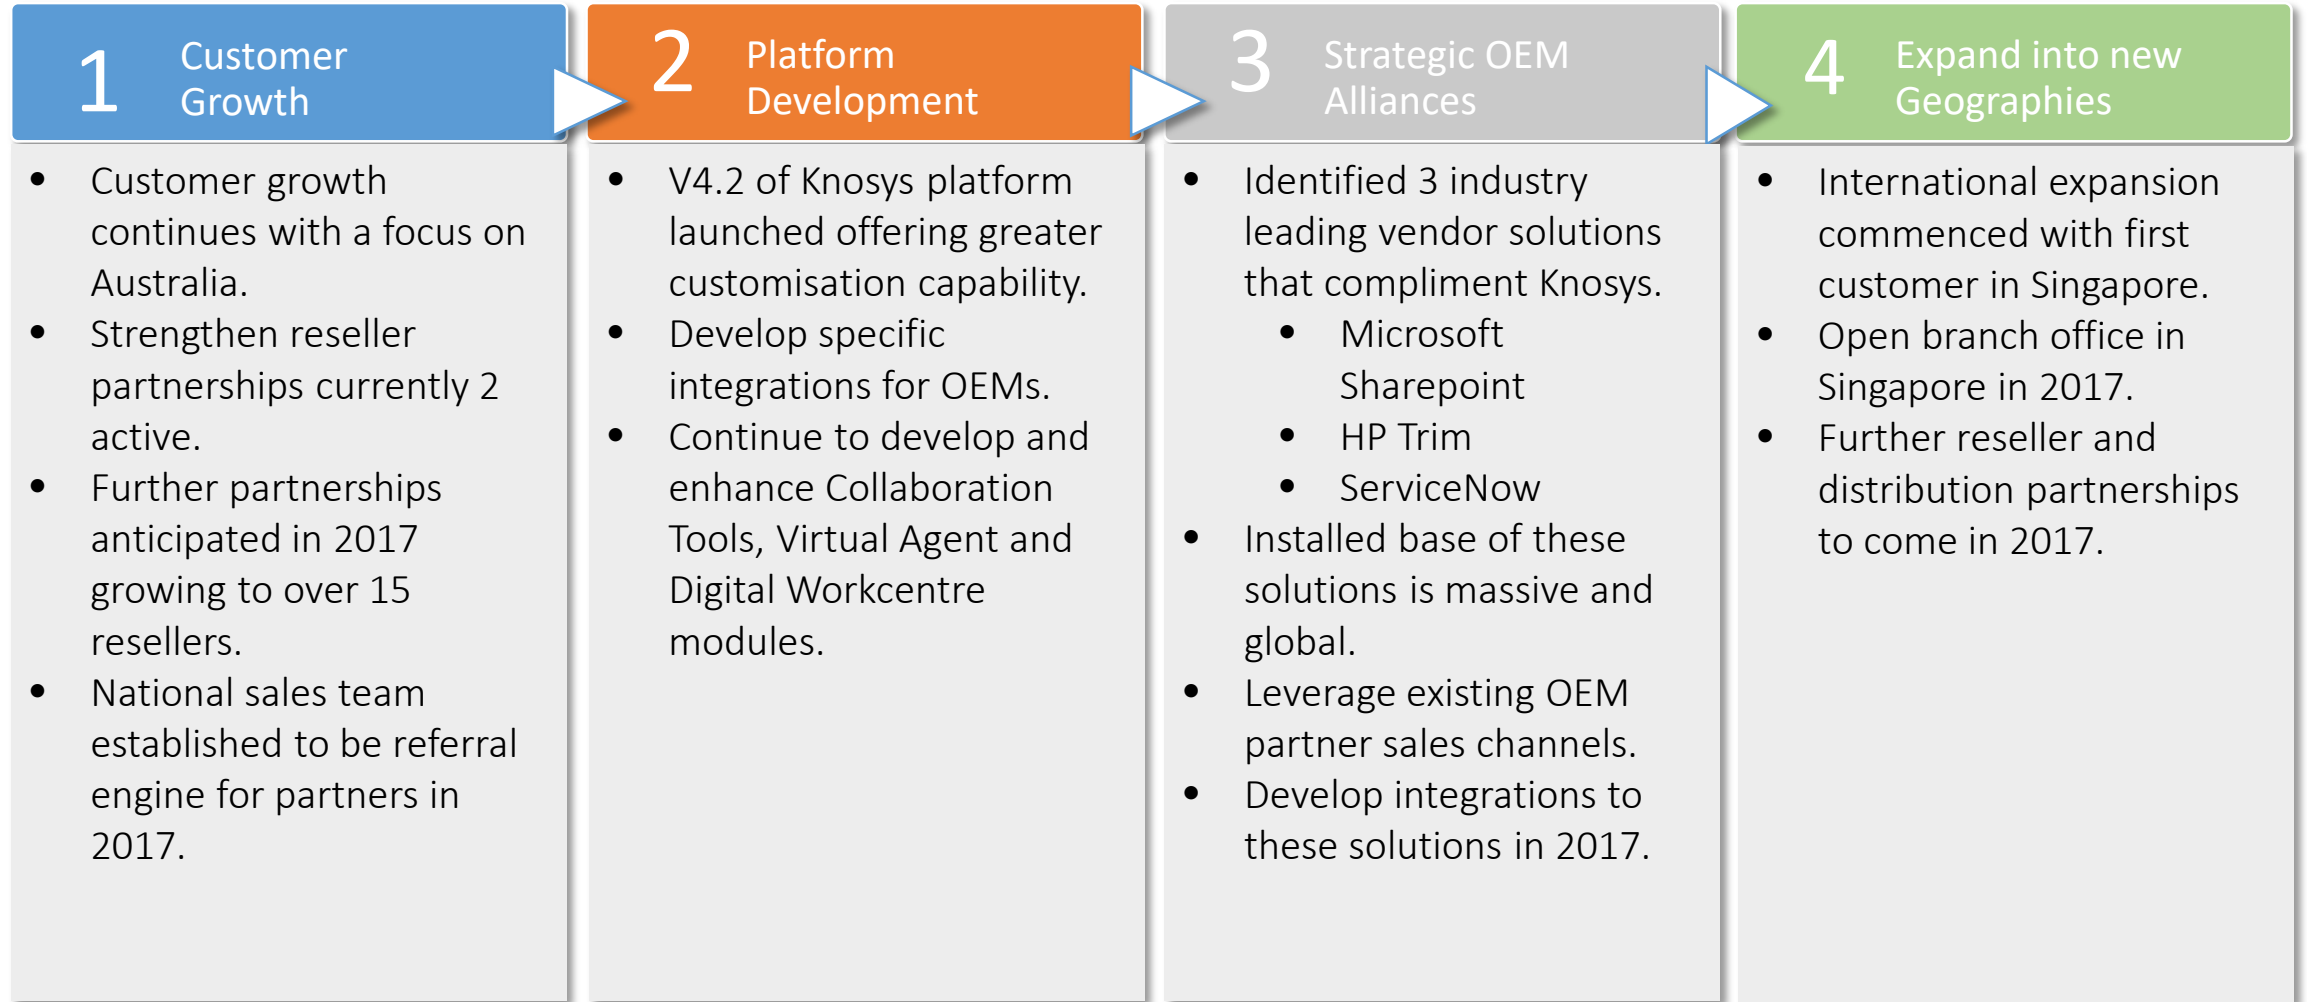 1
Customer
Growth
• Customer growth
continues with a focus on
Australia.
• Strengthen reseller
partnerships currently 2
active.
• Further partnerships
anticipated in 2017
growing to over 15
resellers.
• National sales team
established to be referral
engine for partners in
2017.
2
Platform
Development
• V4.2 of Knosys platform
launched offering greater
customisation capability.
• Develop specific
integrations for OEMs.
• Continue to develop and
enhance Collaboration
Tools, Virtual Agent and
Digital Workcentre
modules.
3
Strategic OEM
Alliances
• Identified 3 industry
leading vendor solutions
that compliment Knosys.
• Microsoft
Sharepoint
• HP Trim
• ServiceNow
• Installed base of these
solutions is massive and
global.
• Leverage existing OEM
partner sales channels.
• Develop integrations to
these solutions in 2017.
4
Expand into new
Geographies
• International expansion
commenced with first
customer in Singapore.
• Open branch office in
Singapore in 2017.
• Further reseller and
distribution partnerships
to come in 2017.